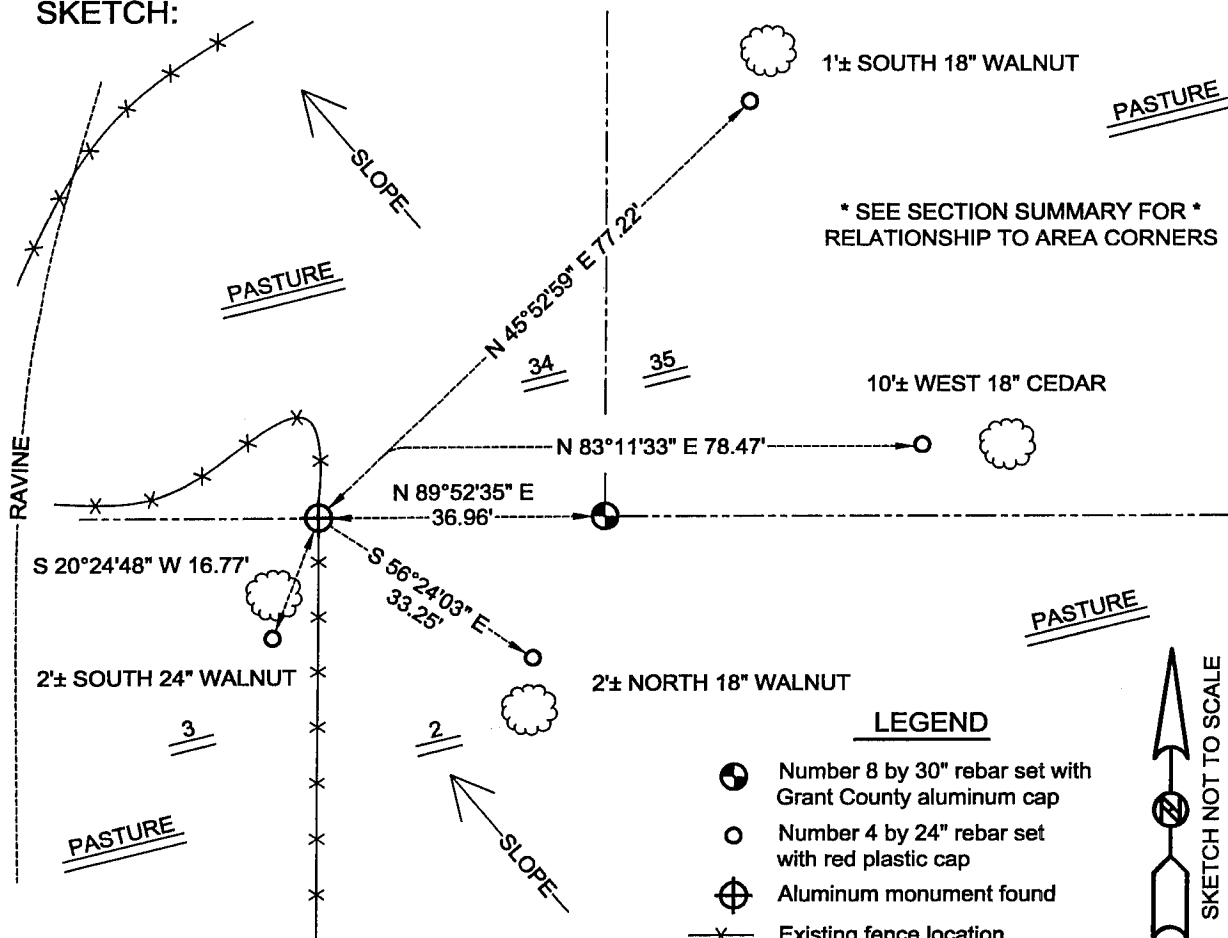 SKETCH:
1'± SOUTH 18" WALNUT
PASTURE
SLOPE
* SEE SECTION SUMMARY FOR *
RELATIONSHIP TO AREA CORNERS
N 45°52'59" E 77.22'
PASTURE
34
35
10'± WEST 18" CEDAR
RAVINE
N 83°11'33" E 78.47'
N 89°52'35" E
36.96'
S 20°24'48" W 16.77'
S 56°24'03" E
33.25'
PASTURE
2'± SOUTH 24" WALNUT
2'± NORTH 18" WALNUT
3
2
PASTURE
SLOPE
LEGEND
Number 8 by 30" rebar set with
Grant County aluminum cap
Number 4 by 24" rebar set
with red plastic cap
Aluminum monument found
Existing fence location
N
SKETCH NOT TO SCALE